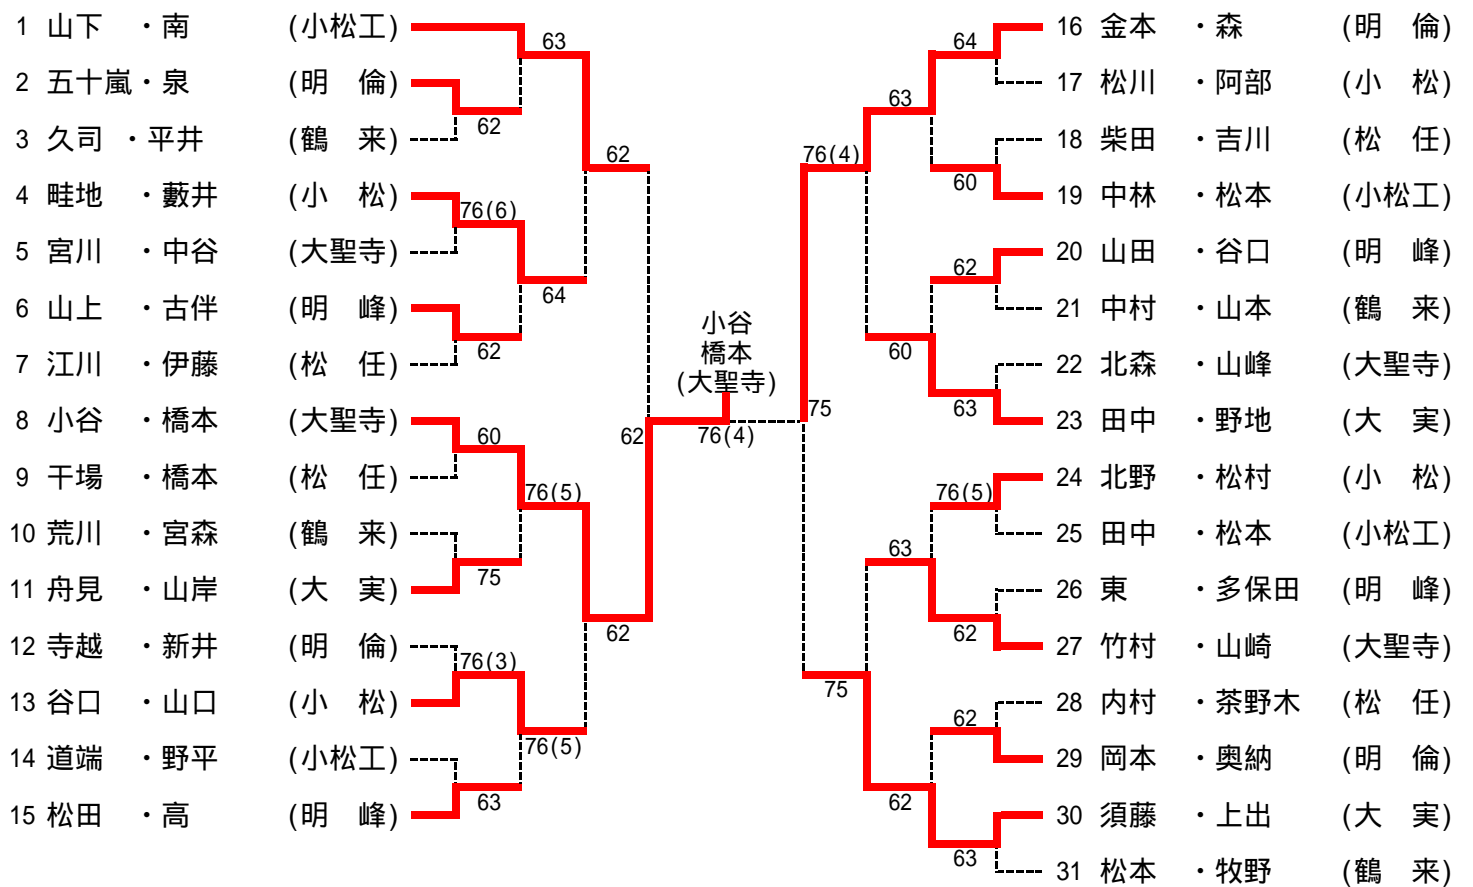 1 山下 ・南 (小松工)
2 五十嵐・泉 (明 倫)
3 久司 ・平井 (鶴 来)
4 畦地 ・藪井 (小 松)
5 宮川 ・中谷 (大聖寺)
6 山上 ・古伴 (明 峰)
7 江川 ・伊藤 (松 任)
8 小谷 ・橋本 (大聖寺)
9 干場 ・橋本 (松 任)
10 荒川 ・宮森 (鶴 来)
11 舟見 ・山岸 (大 実)
12 寺越 ・新井 (明 倫)
13 谷口 ・山口 (小 松)
14 道端 ・野平 (小松工)
15 松田 ・高 (明 峰)
63
62
76(6)
62
60
75
76(3)
63
64
76(5)
76(5)
62
62
62
小谷
橋本
(大聖寺)
76(4)
75
76(4)
75
63
60
63
62
64
60
62
63
76(5)
62
62
63
16 金本 ・森 (明 倫)
17 松川 ・阿部 (小 松)
18 柴田 ・吉川 (松 任)
19 中林 ・松本 (小松工)
20 山田 ・谷口 (明 峰)
21 中村 ・山本 (鶴 来)
22 北森 ・山峰 (大聖寺)
23 田中 ・野地 (大 実)
24 北野 ・松村 (小 松)
25 田中 ・松本 (小松工)
26 東 ・多保田 (明 峰)
27 竹村 ・山崎 (大聖寺)
28 内村 ・茶野木 (松 任)
29 岡本 ・奥納 (明 倫)
30 須藤 ・上出 (大 実)
31 松本 ・牧野 (鶴 来)